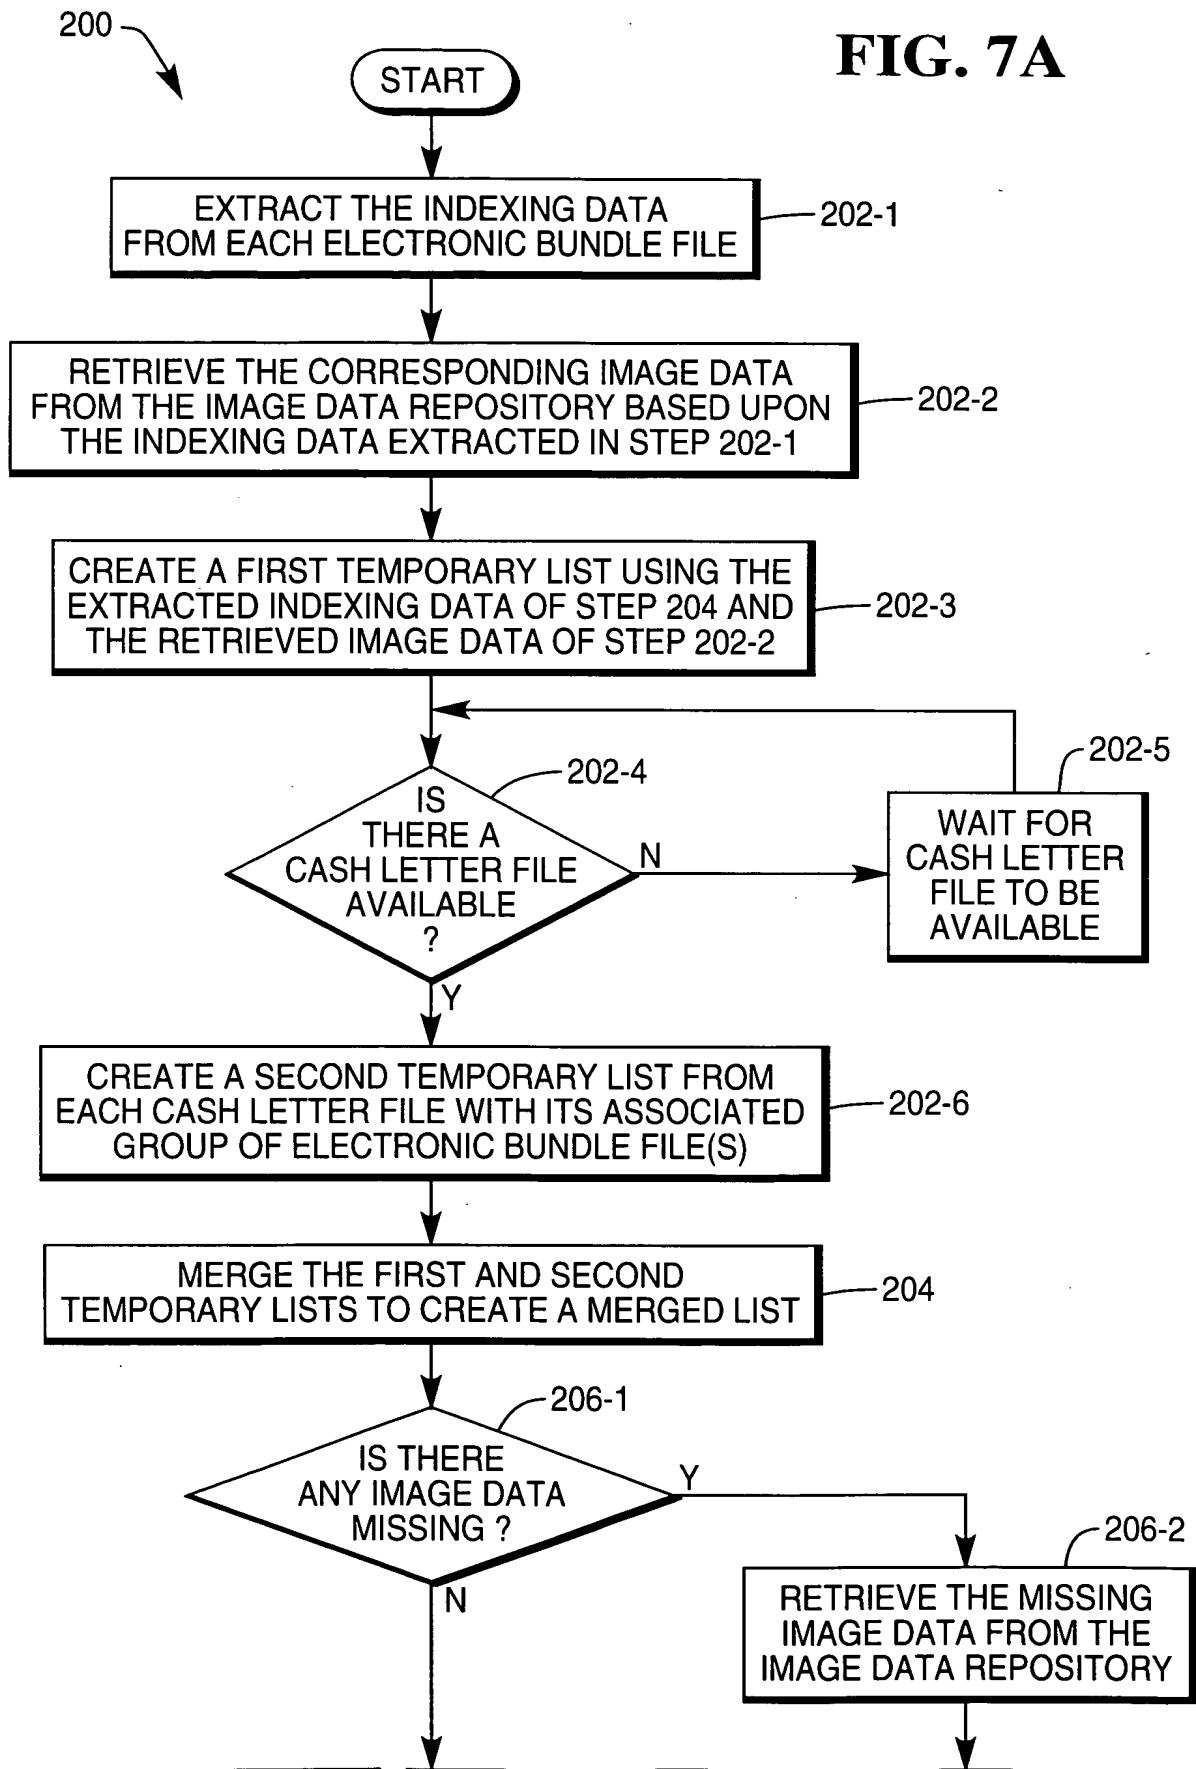 200
FIG. 7A
START
EXTRACT THE INDEXING DATA
FROM EACH ELECTRONIC BUNDLE FILE
202-1
RETRIEVE THE CORRESPONDING IMAGE DATA
FROM THE IMAGE DATA REPOSITORY BASED UPON
THE INDEXING DATA EXTRACTED IN STEP 202-1
202-2
CREATE A FIRST TEMPORARY LIST USING THE
EXTRACTED INDEXING DATA OF STEP 204 AND
THE RETRIEVED IMAGE DATA OF STEP 202-2
202-3
IS
THERE A
CASH LETTER FILE
AVAILABLE
?
202-4
N
WAIT FOR
CASH LETTER
FILE TO BE
AVAILABLE
202-5
Y
CREATE A SECOND TEMPORARY LIST FROM
EACH CASH LETTER FILE WITH ITS ASSOCIATED
GROUP OF ELECTRONIC BUNDLE FILE(S)
202-6
MERGE THE FIRST AND SECOND
TEMPORARY LISTS TO CREATE A MERGED LIST
204
IS THERE
ANY IMAGE DATA
MISSING ?
206-1
Y
N
RETRIEVE THE MISSING
IMAGE DATA FROM THE
IMAGE DATA REPOSITORY
206-2